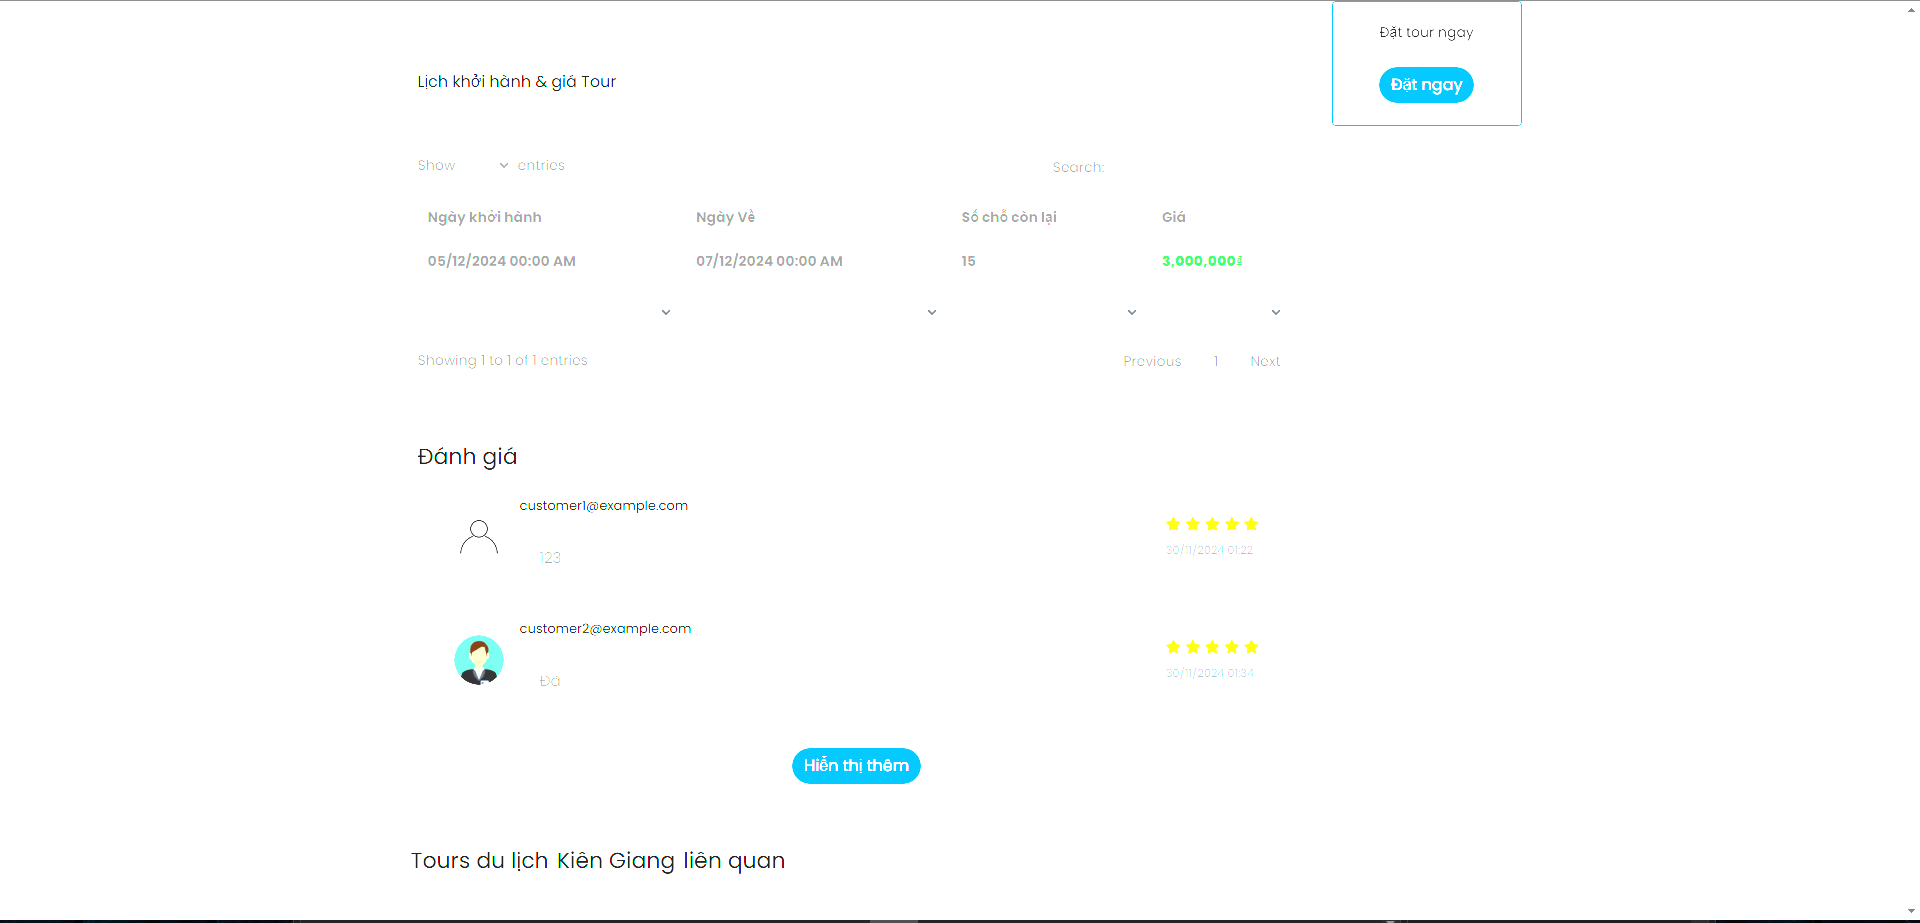 Đặt tour ngay
Đặt ngay
Lịch khởi hành & giá Tour
Show entries
Search:
Ngày khởi hành Ngày Về Số chỗ còn lại Giá
05/12/2024 00:00 AM 07/12/2024 00:00 AM 15 3,000,000₫
Showing 1 to 1 of 1 entries
Previous 1 Next
Đánh giá
customer1@example.com
123
30/11/2024 01:22
customer2@example.com
Đã
30/11/2024 01:34
Hiễn thị thêm
Tours du lịch Kiên Giang liên quan